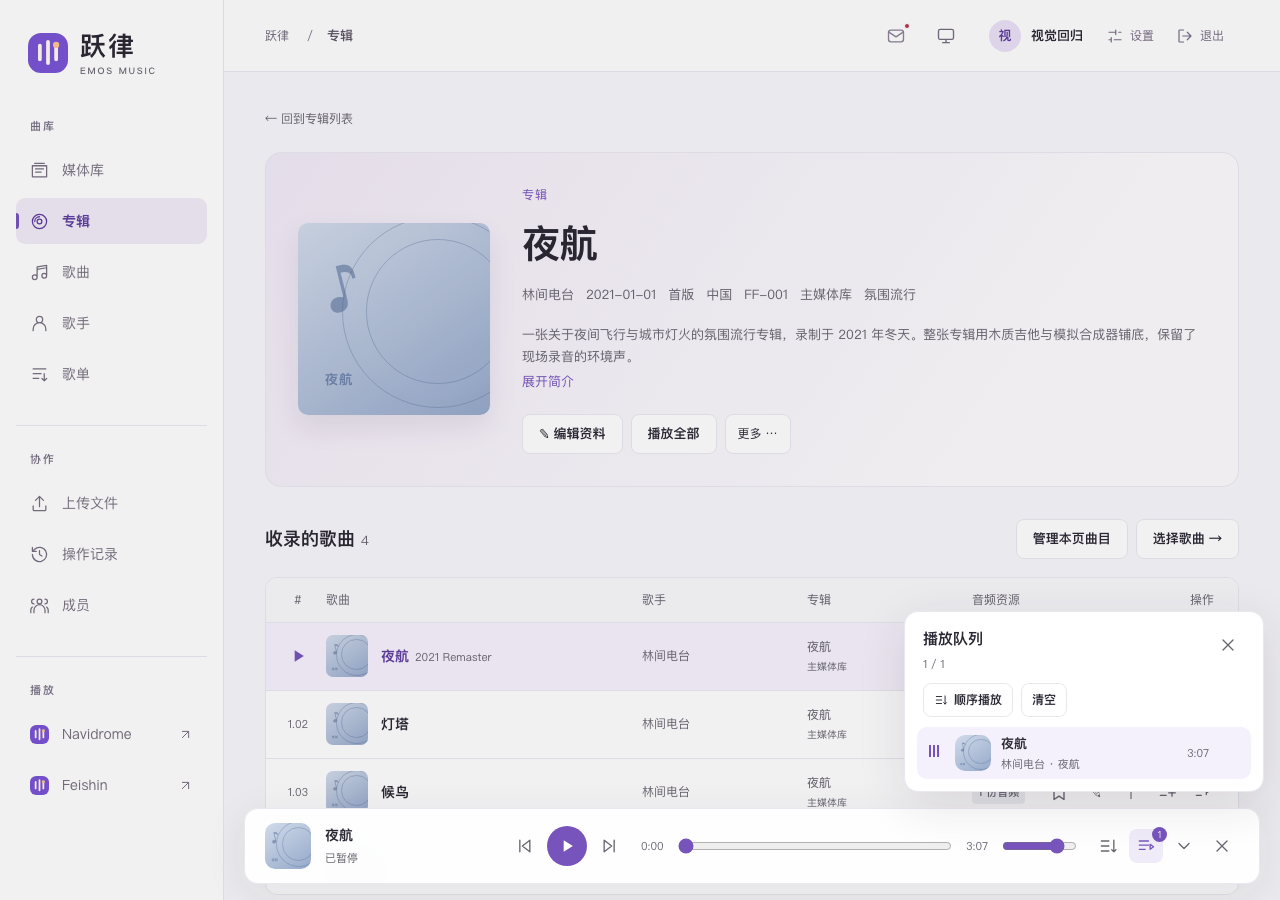 跃律
EMOS MUSIC
跃律 / 专辑
视 视觉回归
设置
退出
曲库
媒体库
专辑
歌曲
歌手
歌单
协作
上传文件
操作记录
成员
播放
Navidrome
Feishin
← 回到专辑列表
夜航
专辑
夜航
林间电台 2021-01-01 首版 中国 FF-001 主媒体库 氛围流行
一张关于夜间飞行与城市灯火的氛围流行专辑，录制于 2021 年冬天。整张专辑用木质吉他与模拟合成器铺底，保留了
现场录音的环境声。
展开简介
✎ 编辑资料
播放全部
更多 ···
收录的歌曲 4
管理本页曲目
选择歌曲 →
# 歌曲 歌手 专辑 音频资源 操作
夜航 2021 Remaster 林间电台 夜航
主媒体库
1.02 灯塔 林间电台 夜航
主媒体库
1.03 候鸟 林间电台 夜航
主媒体库
播放队列
1 / 1
顺序播放
清空
夜航
林间电台 · 夜航
3:07
夜航
已暂停
0:00
3:07
1